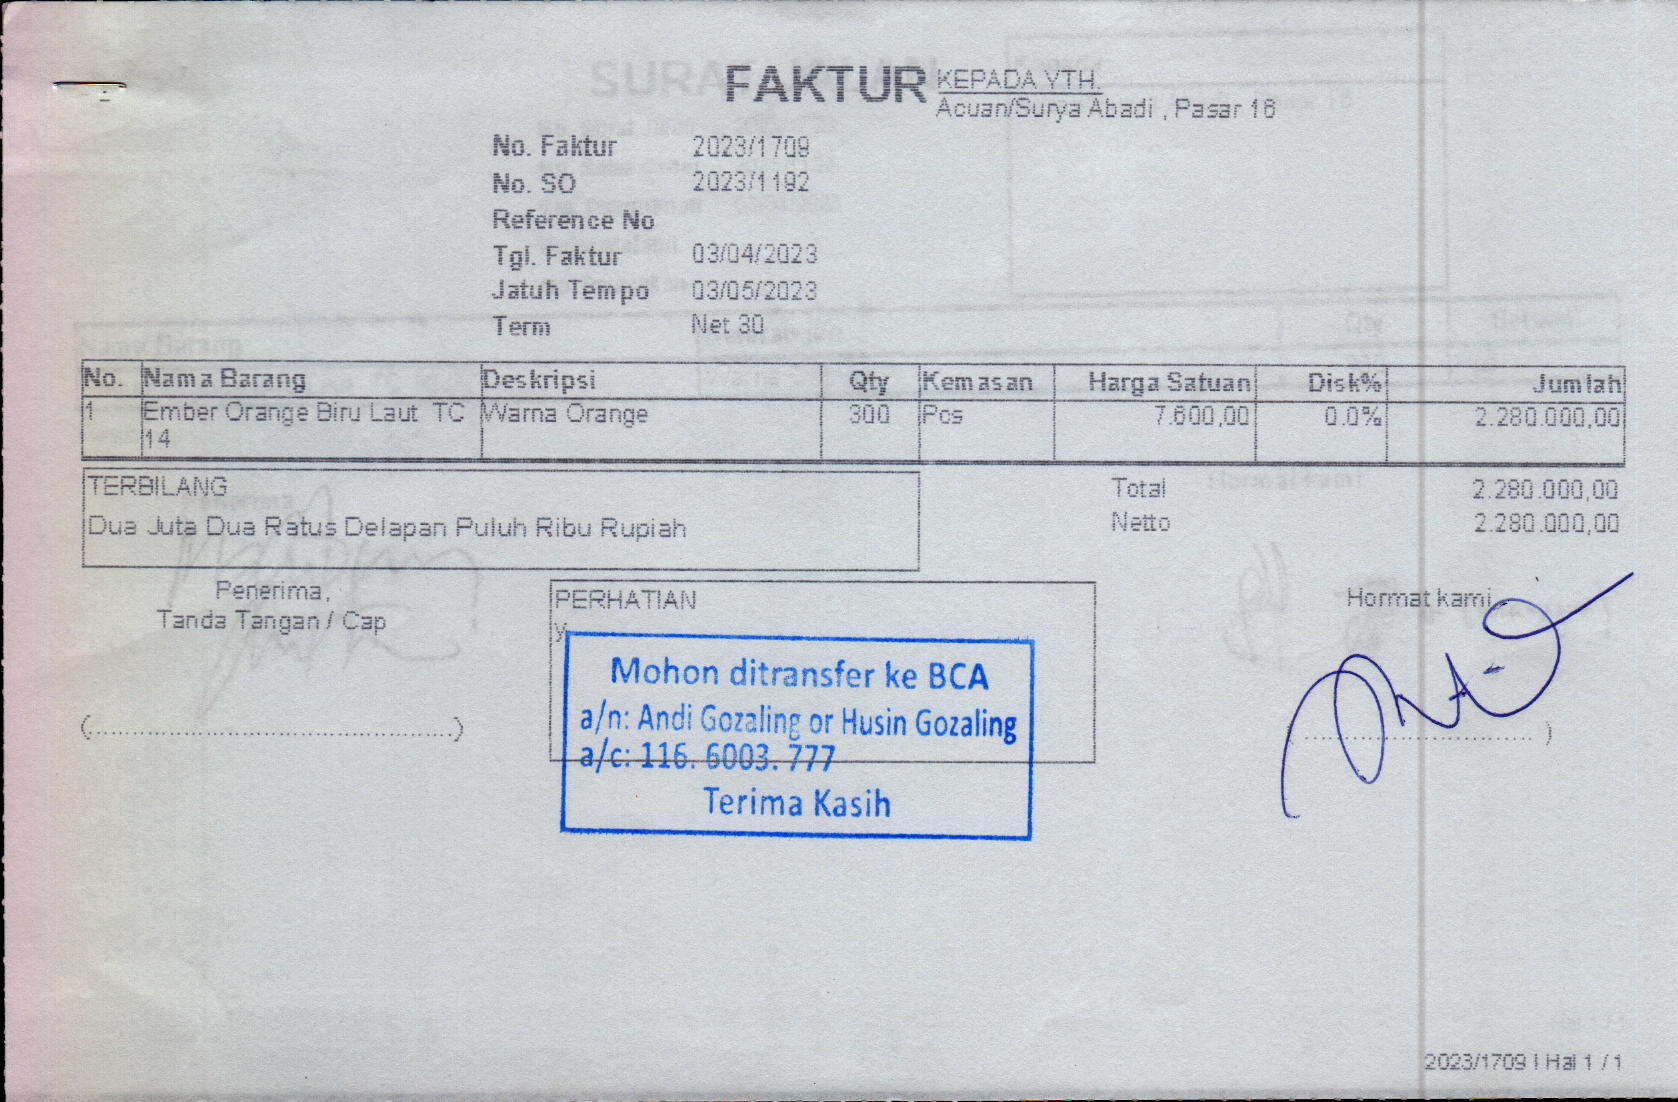 FAKTUR
KEPADA YTH.
Acuan/Surya Abadi , Pasar 16
No. Faktur 2023/1709
No. SO 2023/1192
Reference No
Tgl. Faktur 03/04/2023
Jatuh Tempo 03/05/2023
Term Net 30
No. Nama Barang Deskripsi Qty Kemasan Harga Satuan Disk% Jumlah
1 Ember Orange Biru Laut TC Warna Orange 300 Pcs 7.600,00 0.0% 2.280.000,00
14
TERBILANG
Dua Juta Dua Ratus Delapan Puluh Ribu Rupiah
Total 2.280.000,00
Netto 2.280.000,00
Penerima,
Tanda Tangan / Cap
(..........................................)
PERHATIAN
y
Mohon ditransfer ke BCA
a/n: Andi Gozaling or Husin Gozaling
a/c: 116. 6003. 777
Terima Kasih
Hormat kami
2023/1709 | Hal 1 / 1